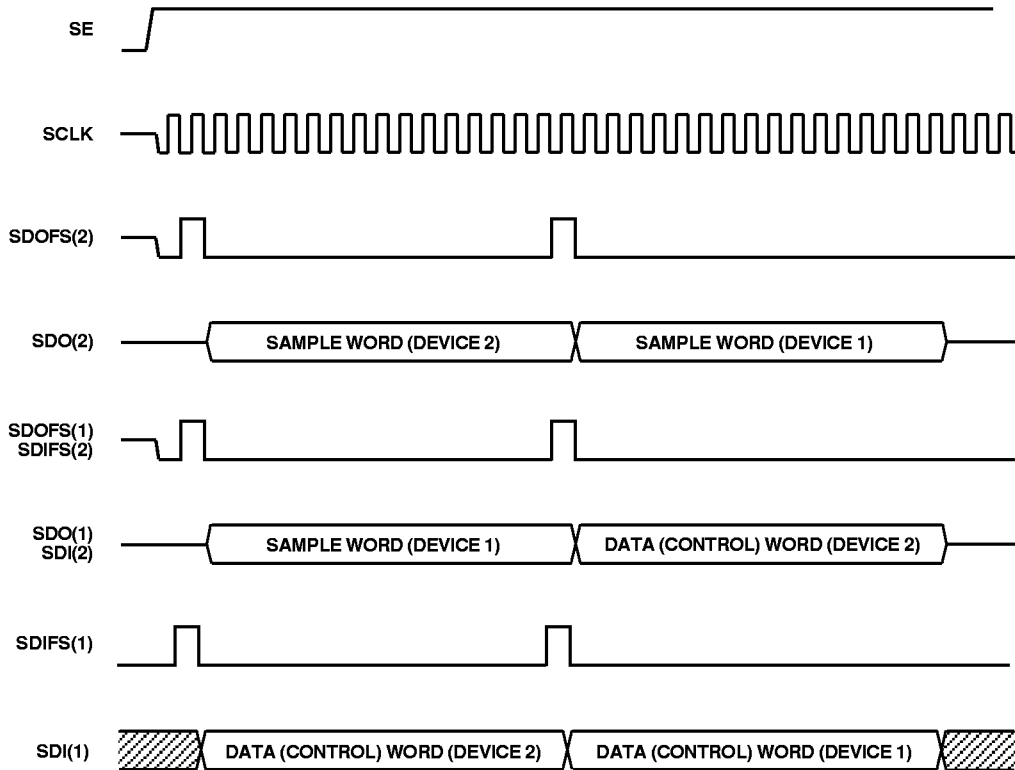 SE
SCLK
SDOFS(2)
SDO(2)
SAMPLE WORD (DEVICE 2)
SAMPLE WORD (DEVICE 1)
SDOFS(1)
SDIFS(2)
SDO(1)
SDI(2)
SAMPLE WORD (DEVICE 1)
DATA (CONTROL) WORD (DEVICE 2)
SDIFS(1)
SDI(1)
DATA (CONTROL) WORD (DEVICE 2)
DATA (CONTROL) WORD (DEVICE 1)